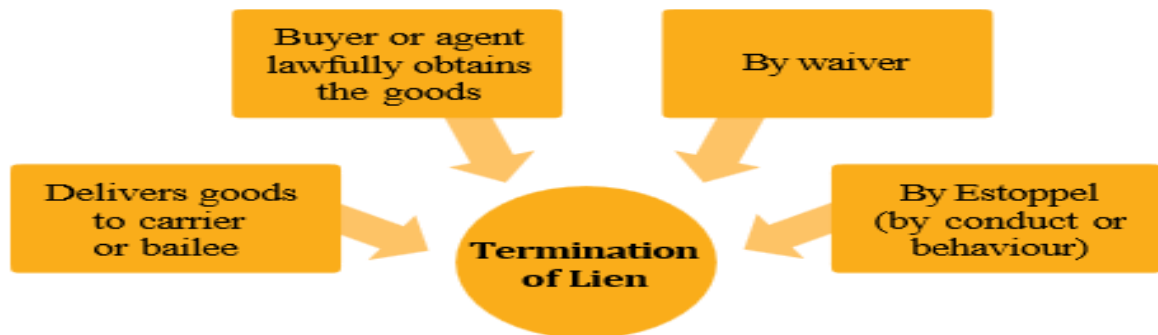 Buyer or agent
lawfully obtains
the goods
By waiver
Delivers goods
to carrier
or bailee
By Estoppel
(by conduct or
behaviour)
Termination
of Lien